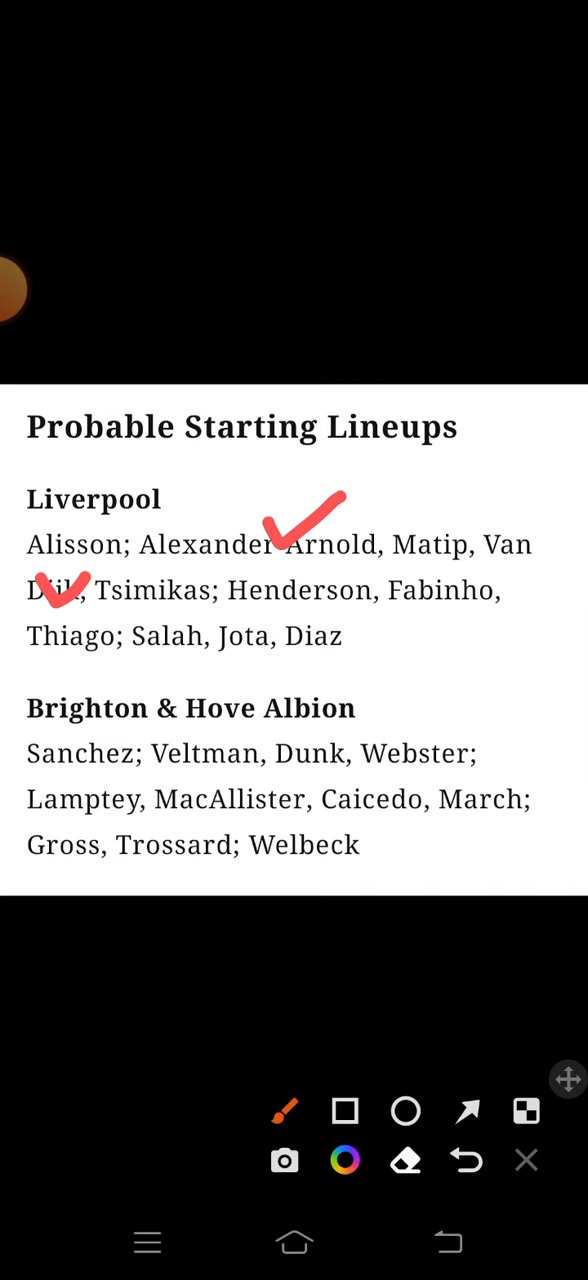 Probable Starting Lineups
Liverpool
Alisson; Alexander-Arnold, Matip, Van
Dijk, Tsimikas; Henderson, Fabinho,
Thiago; Salah, Jota, Diaz
Brighton & Hove Albion
Sanchez; Veltman, Dunk, Webster;
Lamptey, MacAllister, Caicedo, March;
Gross, Trossard; Welbeck